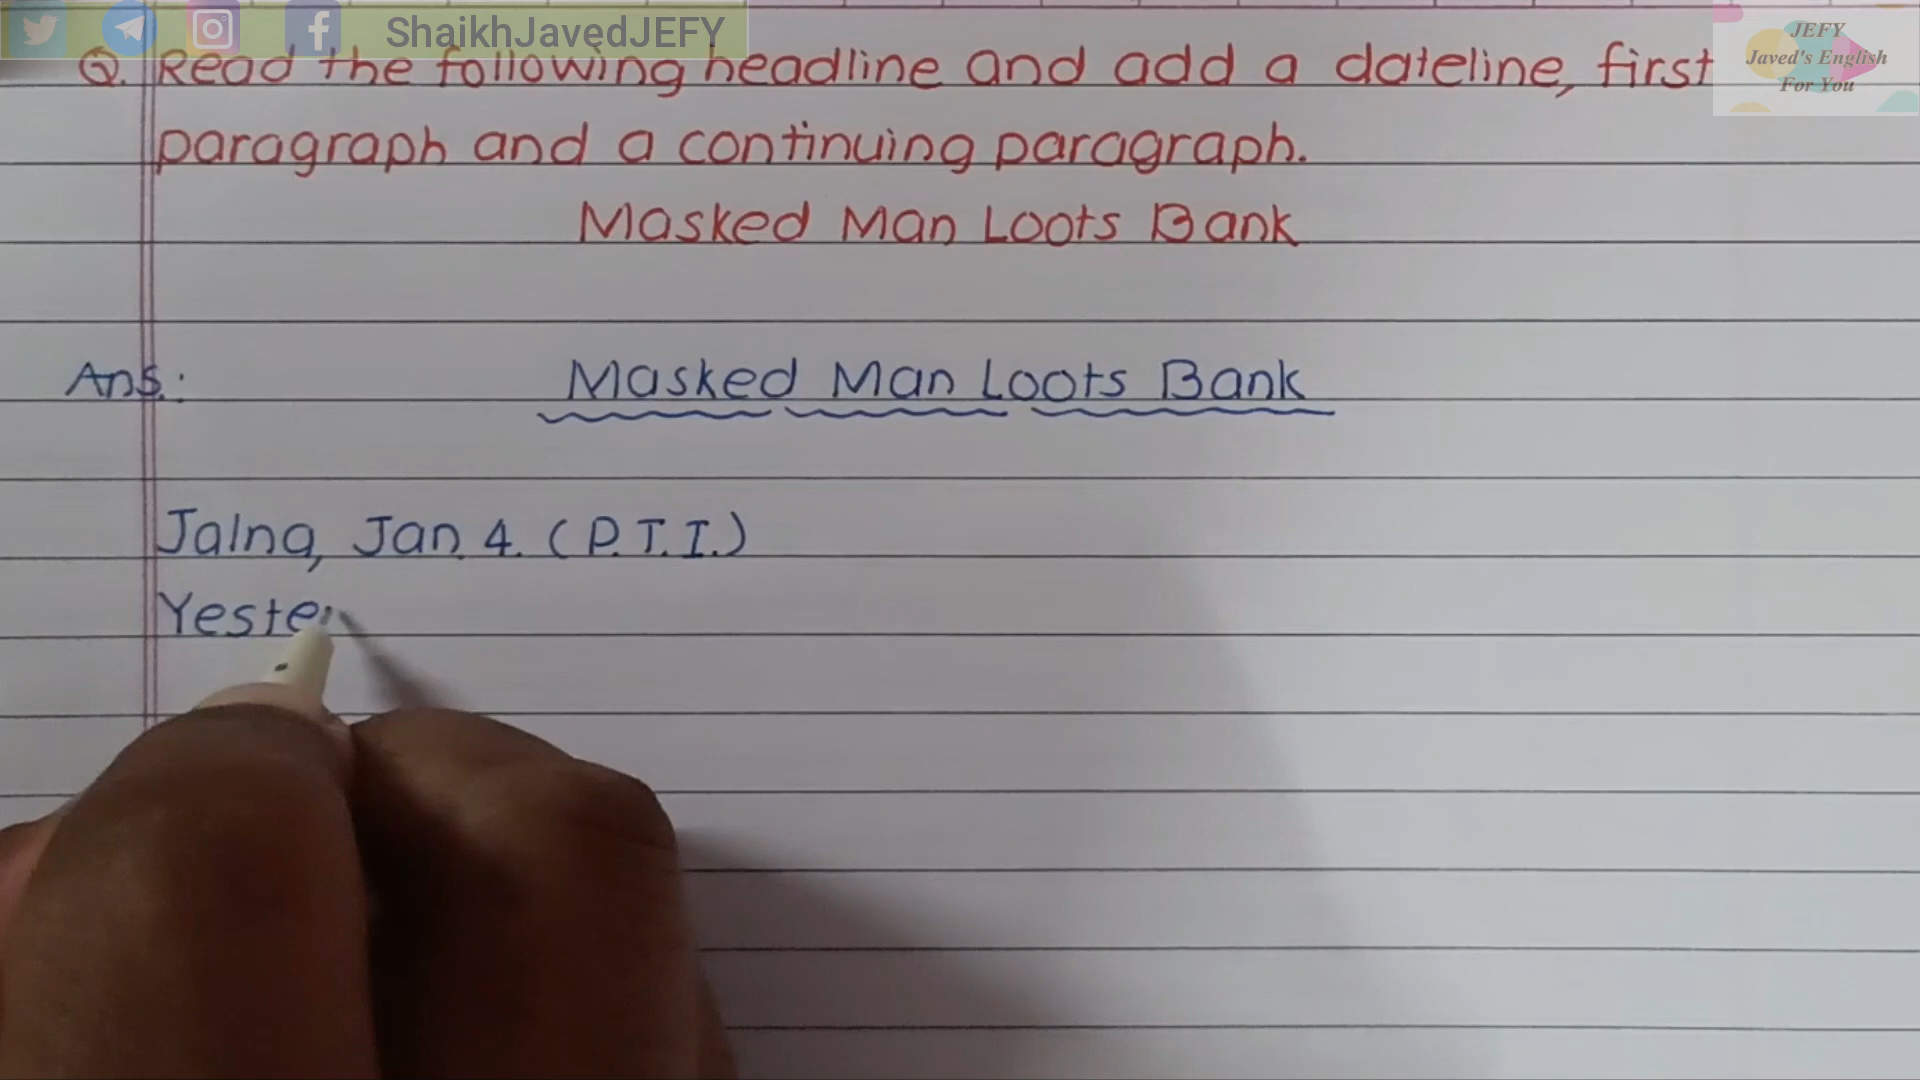 ShaikhJavedJEFY
JEFY
Javed's English
For You
Q. Read the following headline and add a dateline, first
paragraph and a continuing paragraph.
Masked Man Loots Bank
Ans.: Masked Man Loots Bank
Jalna, Jan. 4. (P.T.I.)
Yester